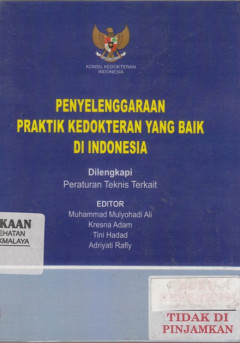 KONSIL KEDOKTERAN
INDONESIA
PENYELENGGARAAN
PRAKTIK KEDOKTERAN YANG BAIK
DI INDONESIA
Dilengkapi
Peraturan Teknis Terkait
EDITOR
Muhammad Mulyohadi Ali
Kresna Adam
Tini Hadad
Adriyati Rafly
KAAN
EHATAN
KMALAYA
TIDAK DI
PINJAMKAN